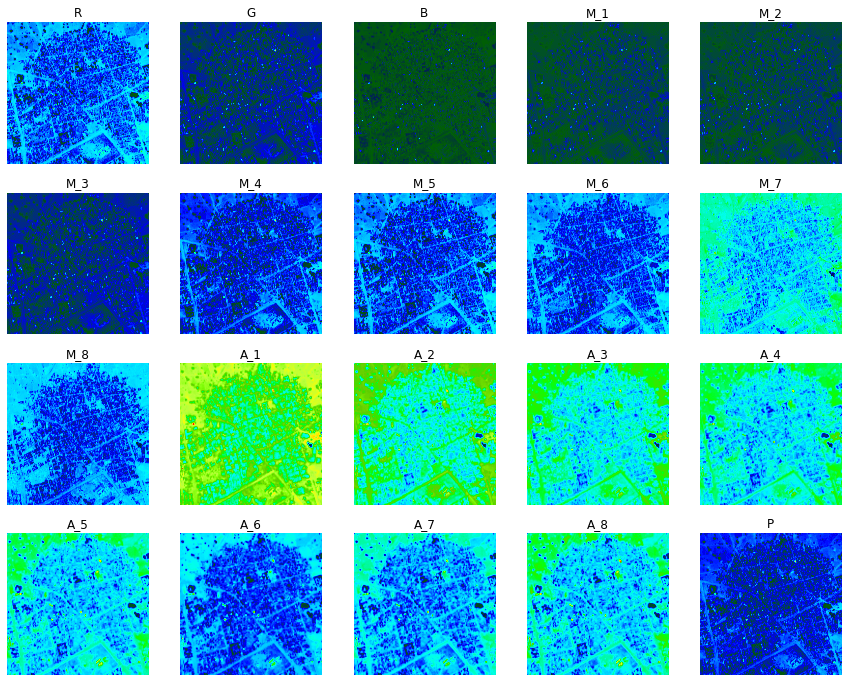 R G B M_1 M_2
M_3 M_4 M_5 M_6 M_7
M_8 A_1 A_2 A_3 A_4
A_5 A_6 A_7 A_8 P